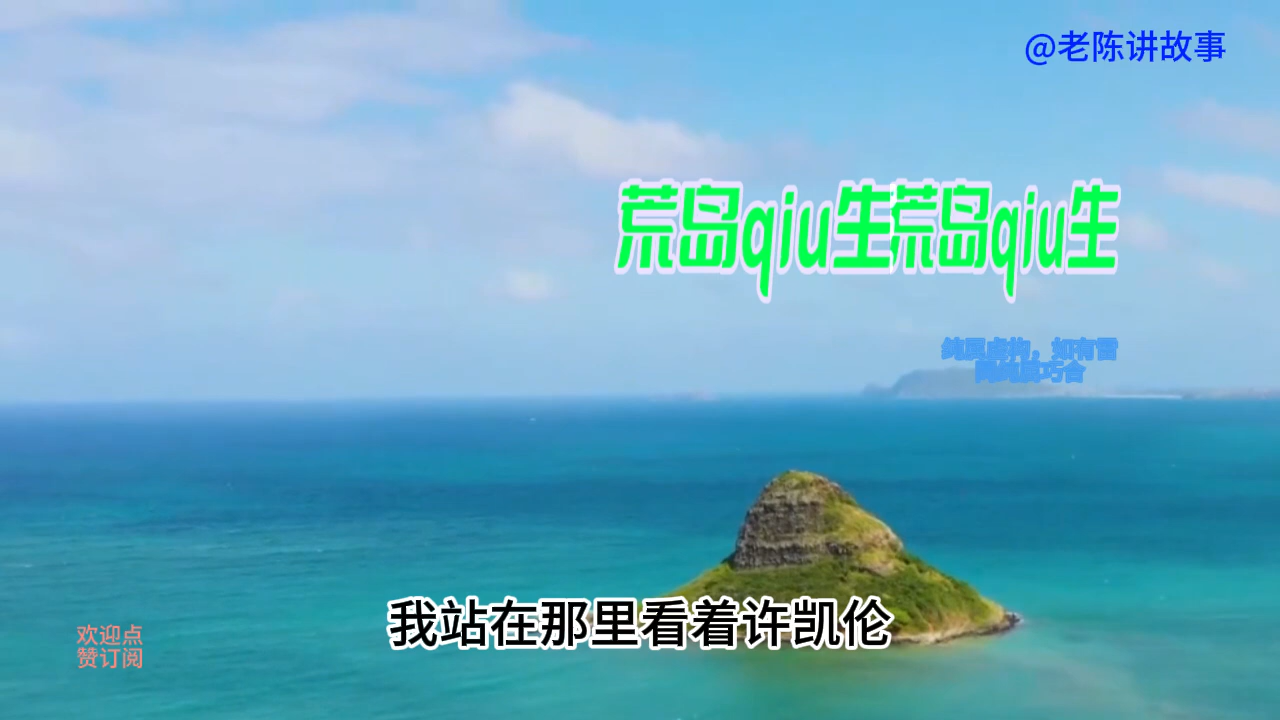 @老陈讲故事
荒岛qiu生荒岛qiu生
纯属虚构，如有雷
同纯属巧合
我站在那里看着许凯伦
欢迎点
赞订阅